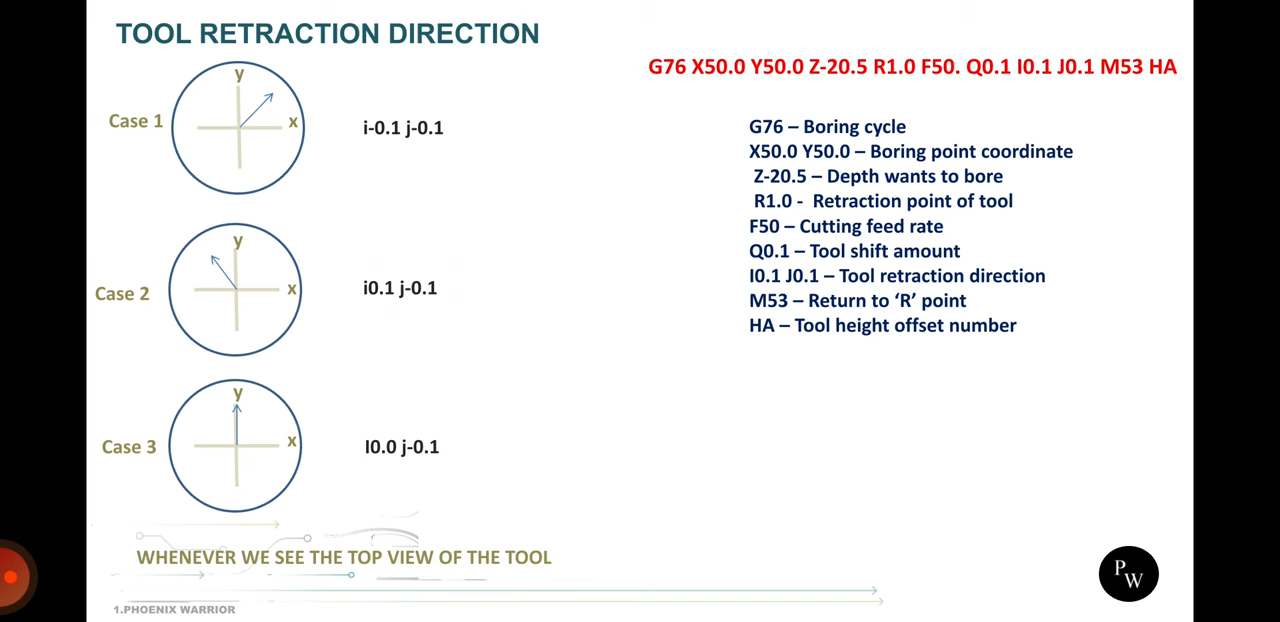 TOOL RETRACTION DIRECTION
G76 X50.0 Y50.0 Z-20.5 R1.0 F50. Q0.1 I0.1 J0.1 M53 HA
y
Case 1
x
i-0.1 j-0.1
G76 – Boring cycle
X50.0 Y50.0 – Boring point coordinate
Z-20.5 – Depth wants to bore
R1.0 - Retraction point of tool
F50 – Cutting feed rate
Q0.1 – Tool shift amount
I0.1 J0.1 – Tool retraction direction
M53 – Return to ‘R’ point
HA – Tool height offset number
y
Case 2
x
i0.1 j-0.1
y
Case 3
x
I0.0 j-0.1
WHENEVER WE SEE THE TOP VIEW OF THE TOOL
P
W
1.PHOENIX WARRIOR